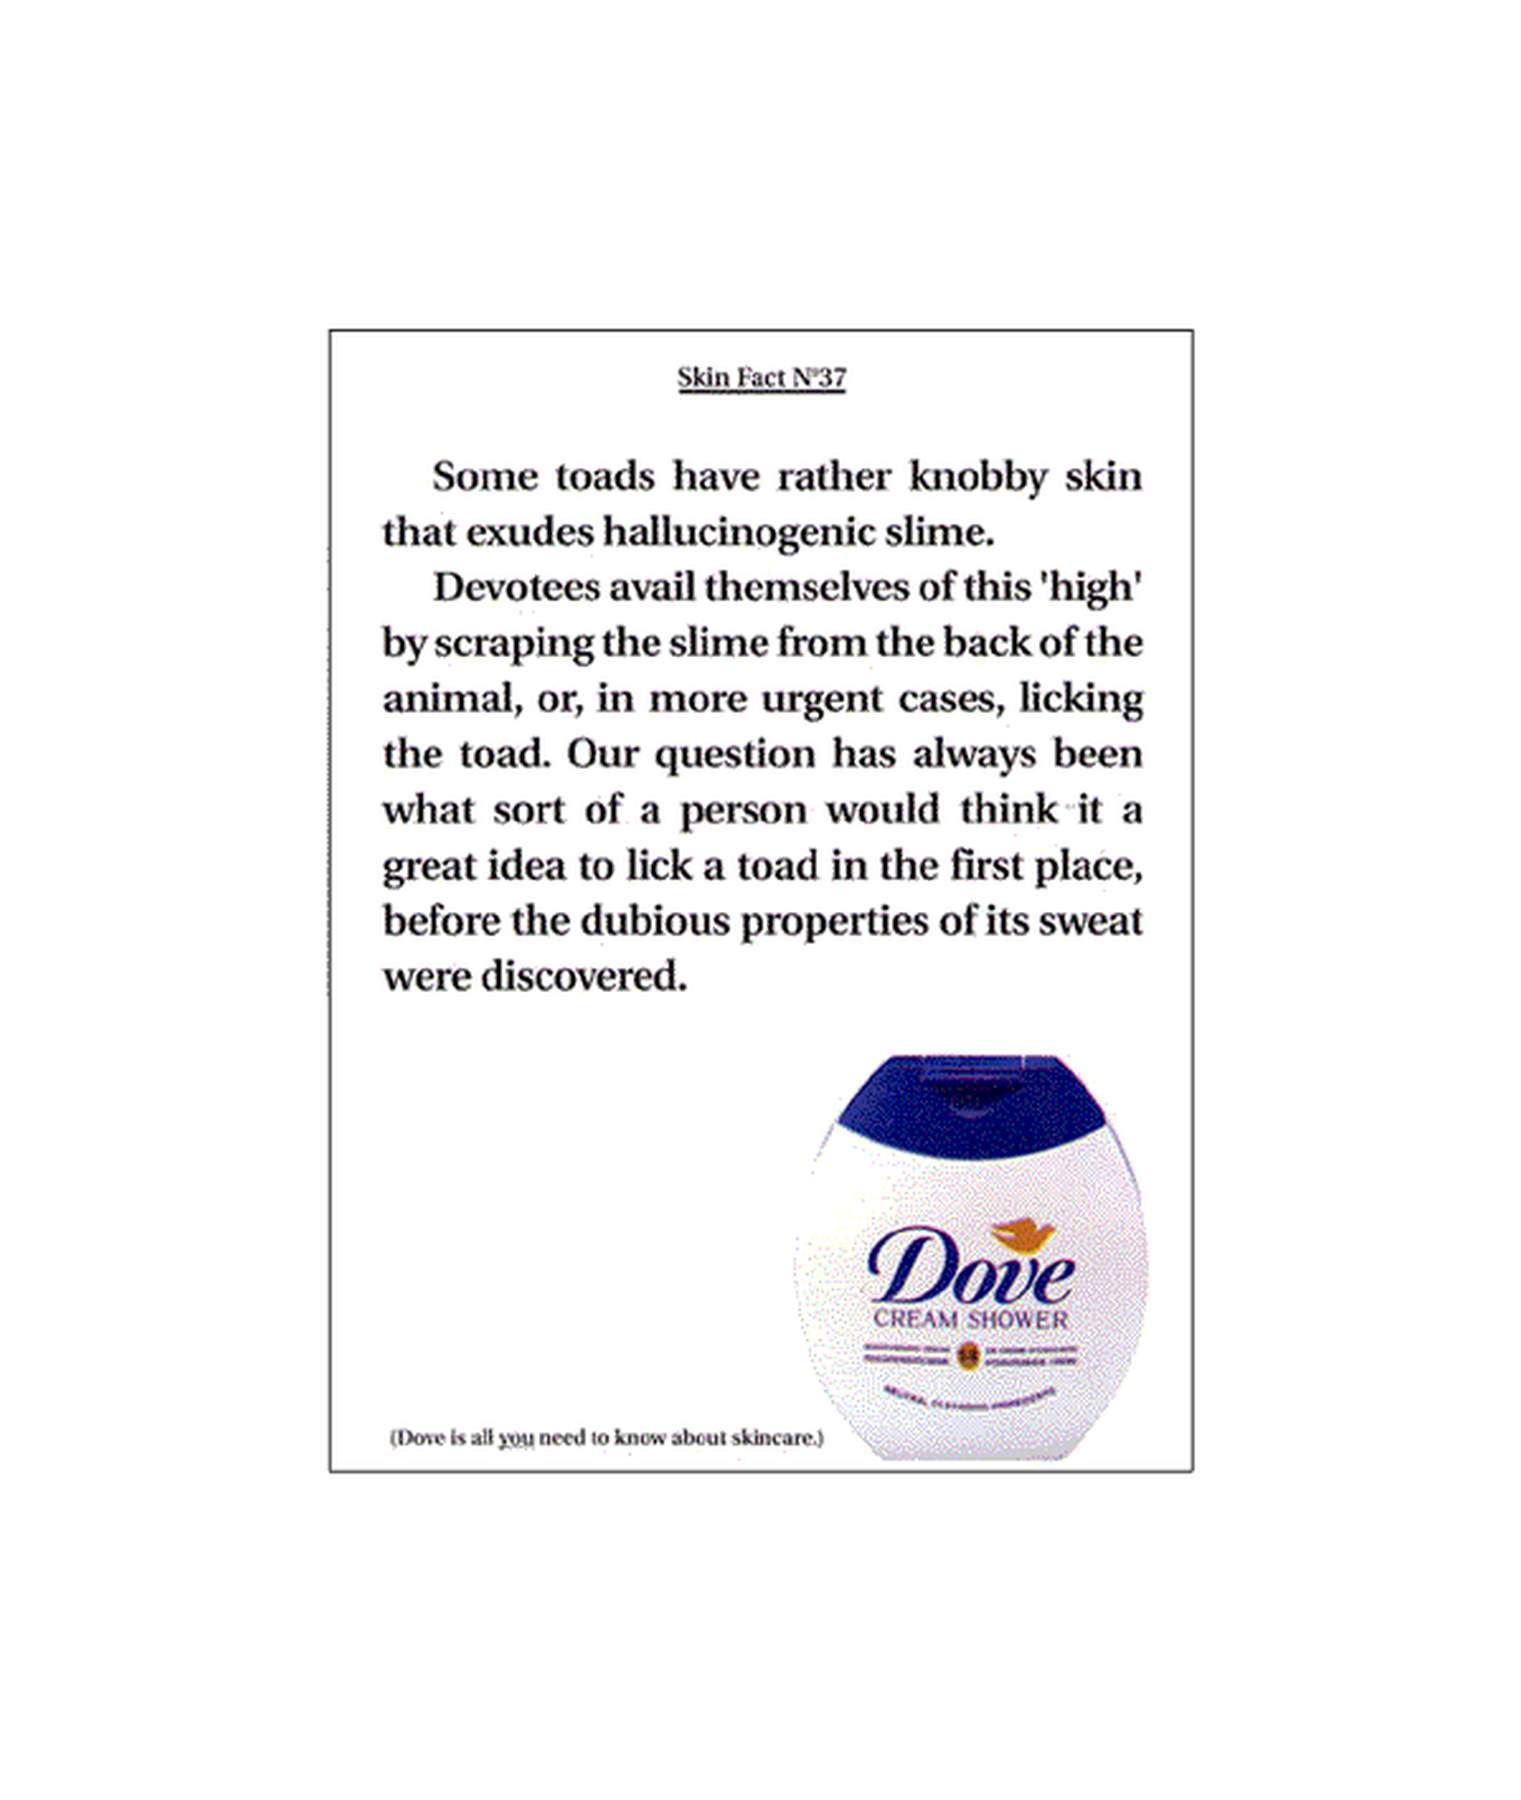 Skin Fact Nº37
Some toads have rather knobby skin
that exudes hallucinogenic slime.
Devotees avail themselves of this 'high'
by scraping the slime from the back of the
animal, or, in more urgent cases, licking
the toad. Our question has always been
what sort of a person would think it a
great idea to lick a toad in the first place,
before the dubious properties of its sweat
were discovered.
Dove
CREAM SHOWER
(Dove is all you need to know about skincare.)